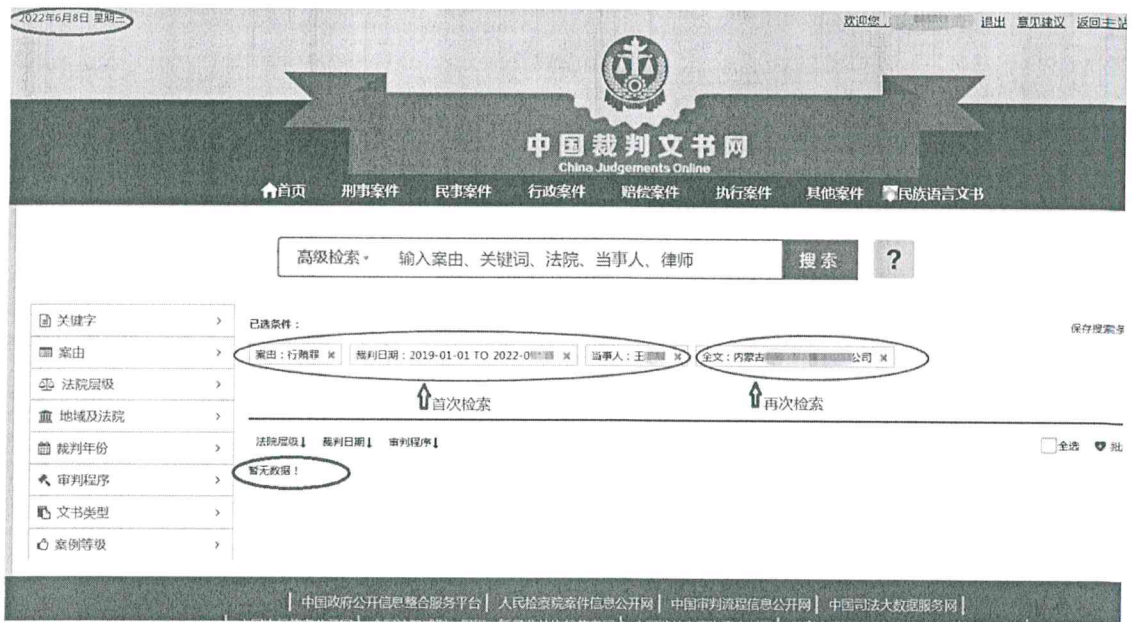 2022年6月8日 星期三
欢迎您， 退出 意见建议 返回主站
中国裁判文书网
China Judgements Online
首页 刑事案件 民事案件 行政案件 赔偿案件 执行案件 其他案件 民族语言文书
高级检索 输入案由、关键词、法院、当事人、律师 搜索 ?
关键字
案由
法院层级
地域及法院
裁判年份
审判程序
文书类型
案例等级
已选条件：
保存搜索
案由：行贿罪 × 裁判日期：2019-01-01 TO 2022-0 × 当事人：王 × 全文：内蒙古 公司 ×
首次检索 再次检索
法院层级 裁判日期 审判程序
全选 批
暂无数据！
中国政府公开信息整合服务平台 | 人民检察院案件信息公开网 | 中国审判流程信息公开网 | 中国司法大数据服务网 |